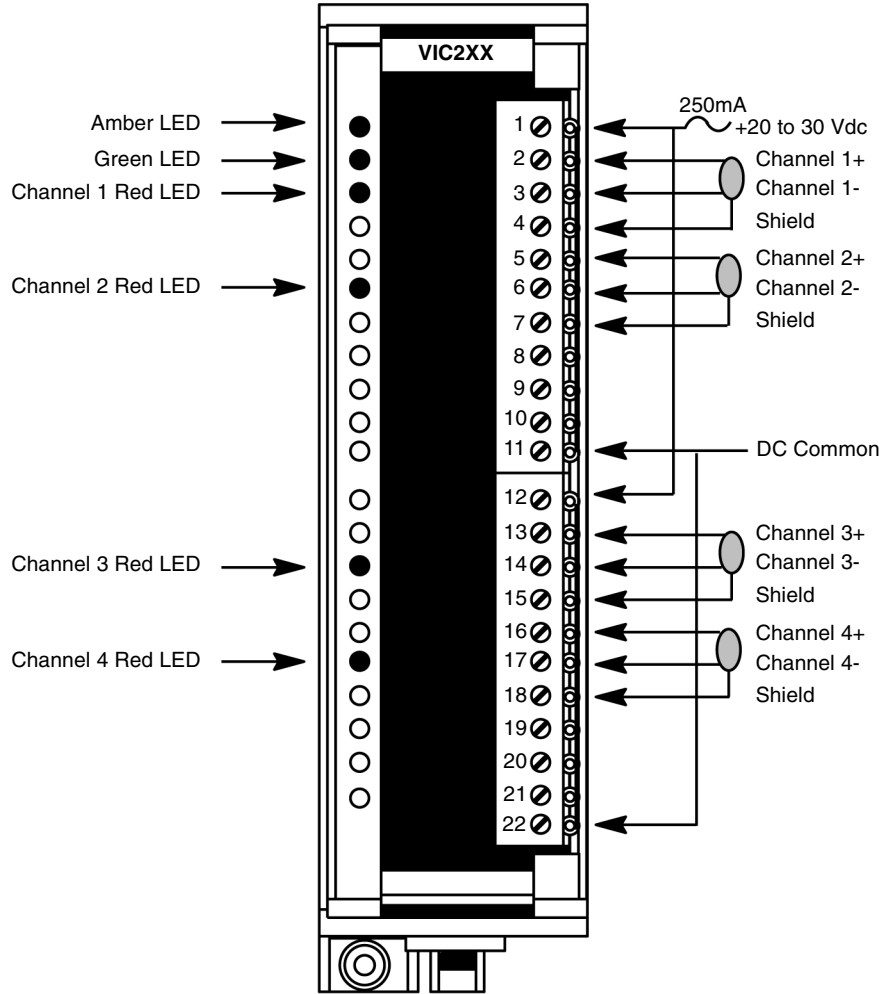 VIC2XX
Amber LED
Green LED
Channel 1 Red LED
Channel 2 Red LED
Channel 3 Red LED
Channel 4 Red LED
1
2
3
4
5
6
7
8
9
10
11
12
13
14
15
16
17
18
19
20
21
22
250mA
+20 to 30 Vdc
Channel 1+
Channel 1-
Shield
Channel 2+
Channel 2-
Shield
DC Common
Channel 3+
Channel 3-
Shield
Channel 4+
Channel 4-
Shield